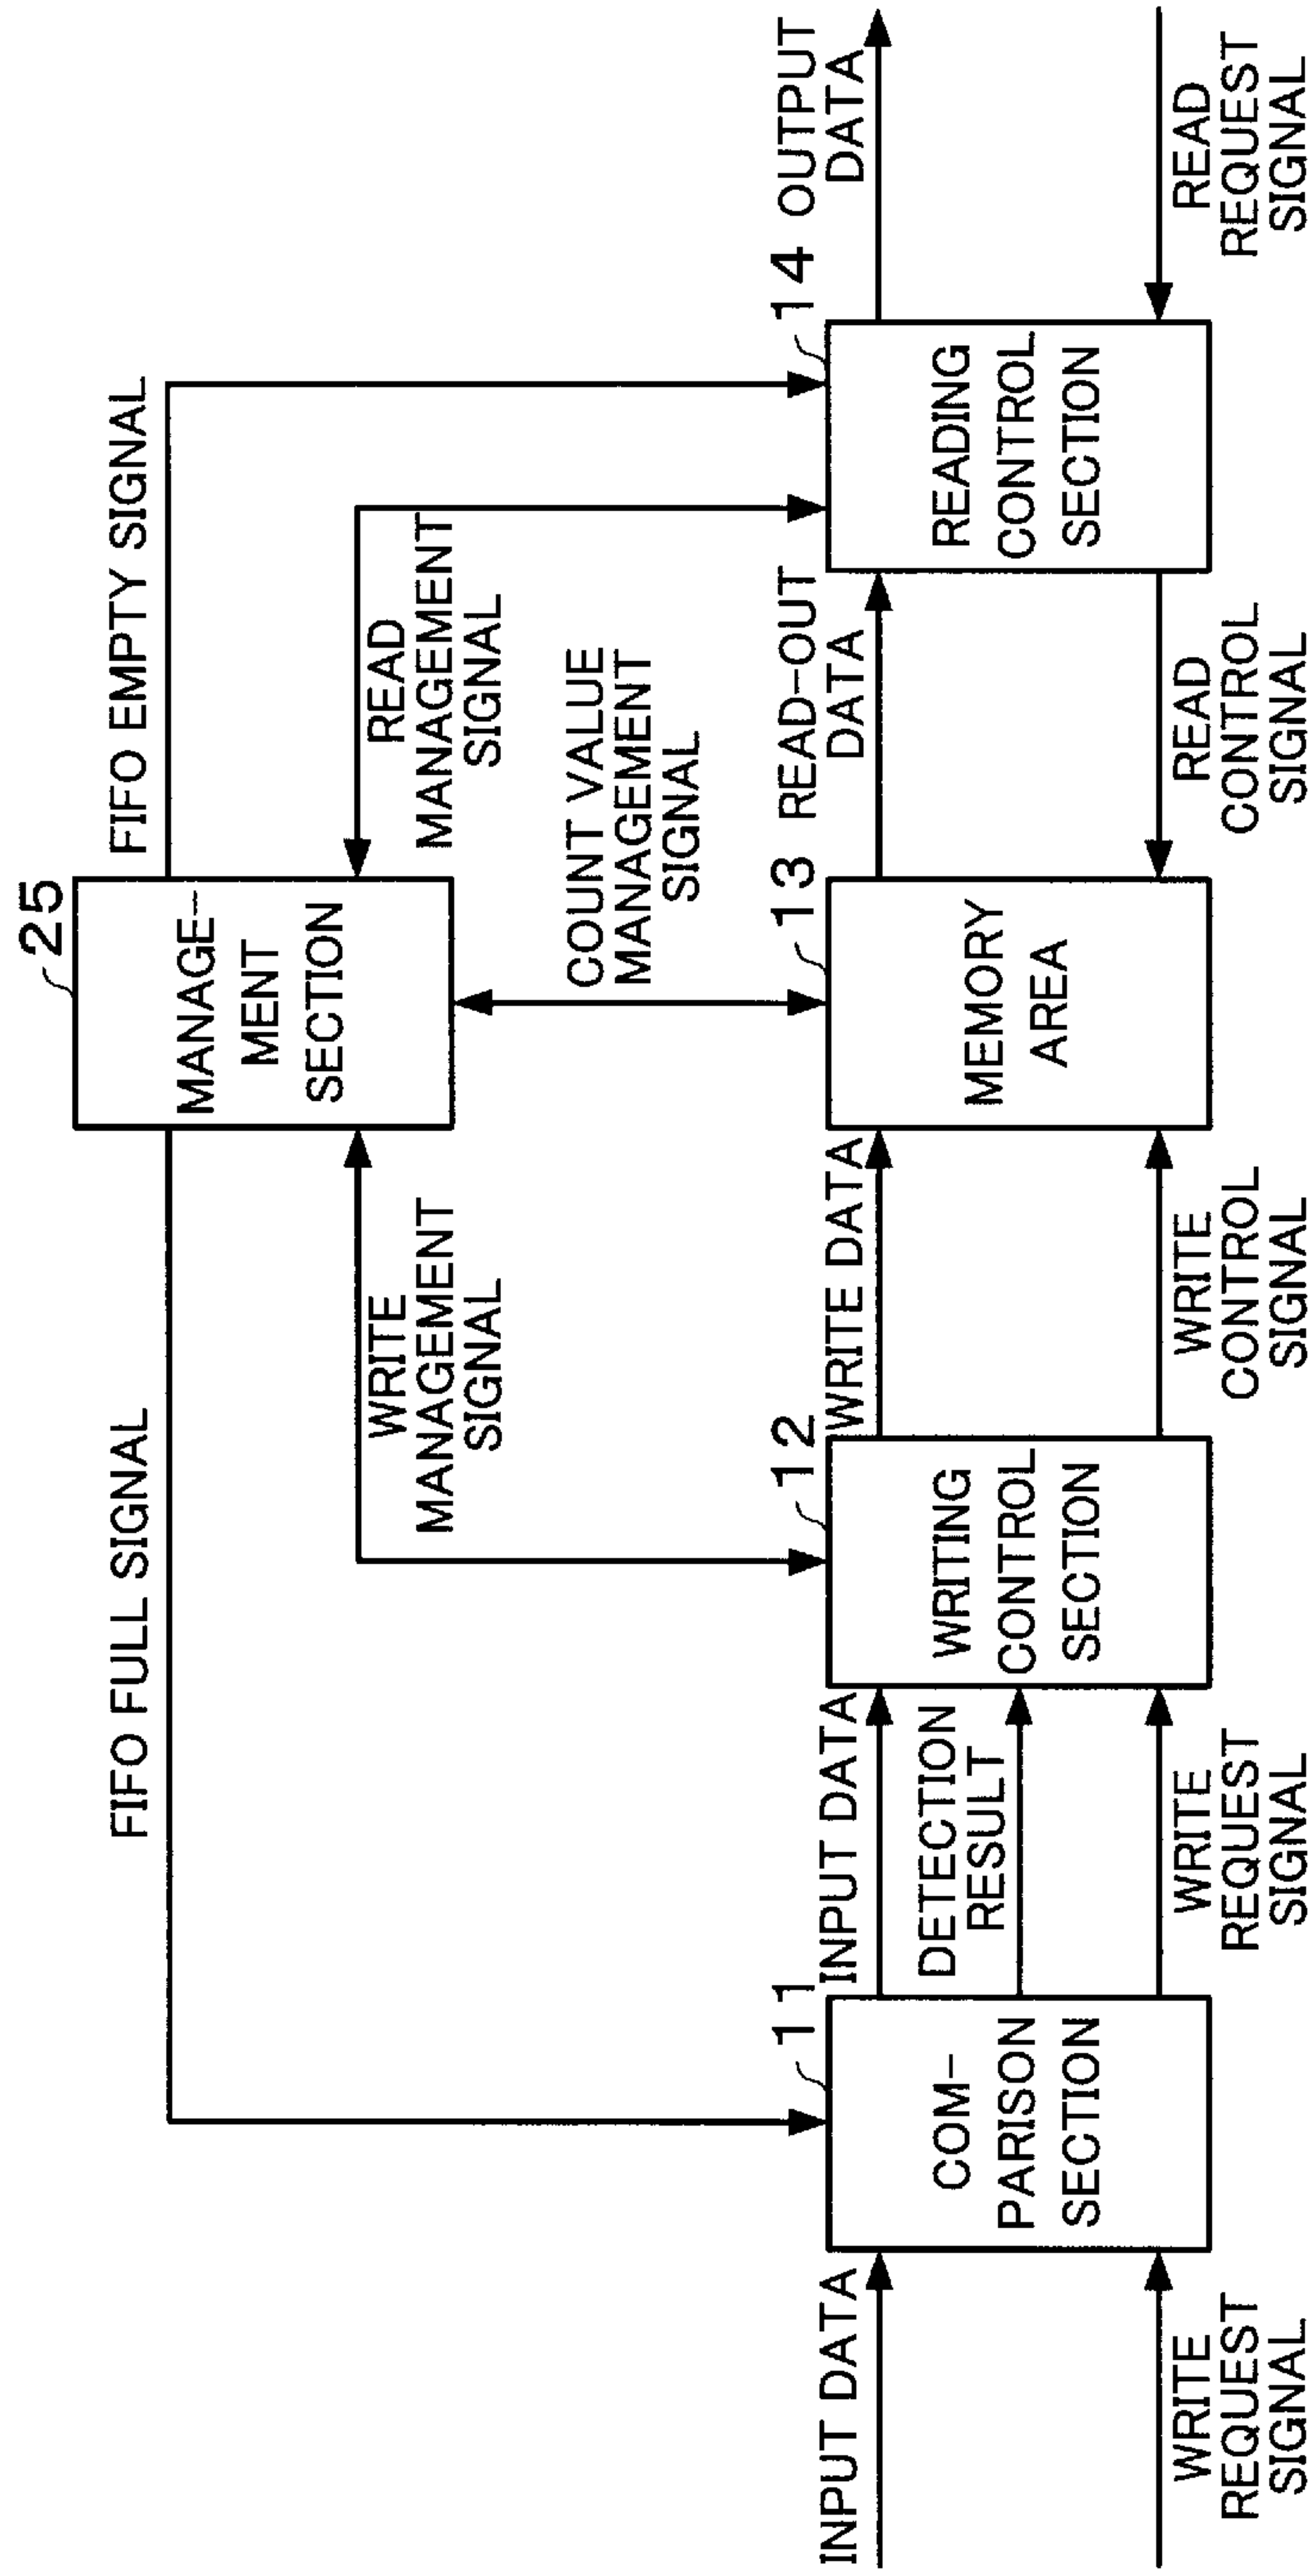 FIFO FULL SIGNAL
25
FIFO EMPTY SIGNAL
MANAGE-
MENT
SECTION
WRITE
MANAGEMENT
SIGNAL
READ
MANAGEMENT
SIGNAL
COUNT VALUE
MANAGEMENT
SIGNAL
INPUT DATA
11
COM-
PARISON
SECTION
INPUT DATA
DETECTION
RESULT
12
WRITING
CONTROL
SECTION
WRITE DATA
13
MEMORY
AREA
READ-OUT
DATA
14
READING
CONTROL
SECTION
OUTPUT
DATA
WRITE
REQUEST
SIGNAL
WRITE
REQUEST
SIGNAL
WRITE
CONTROL
SIGNAL
READ
CONTROL
SIGNAL
READ
REQUEST
SIGNAL